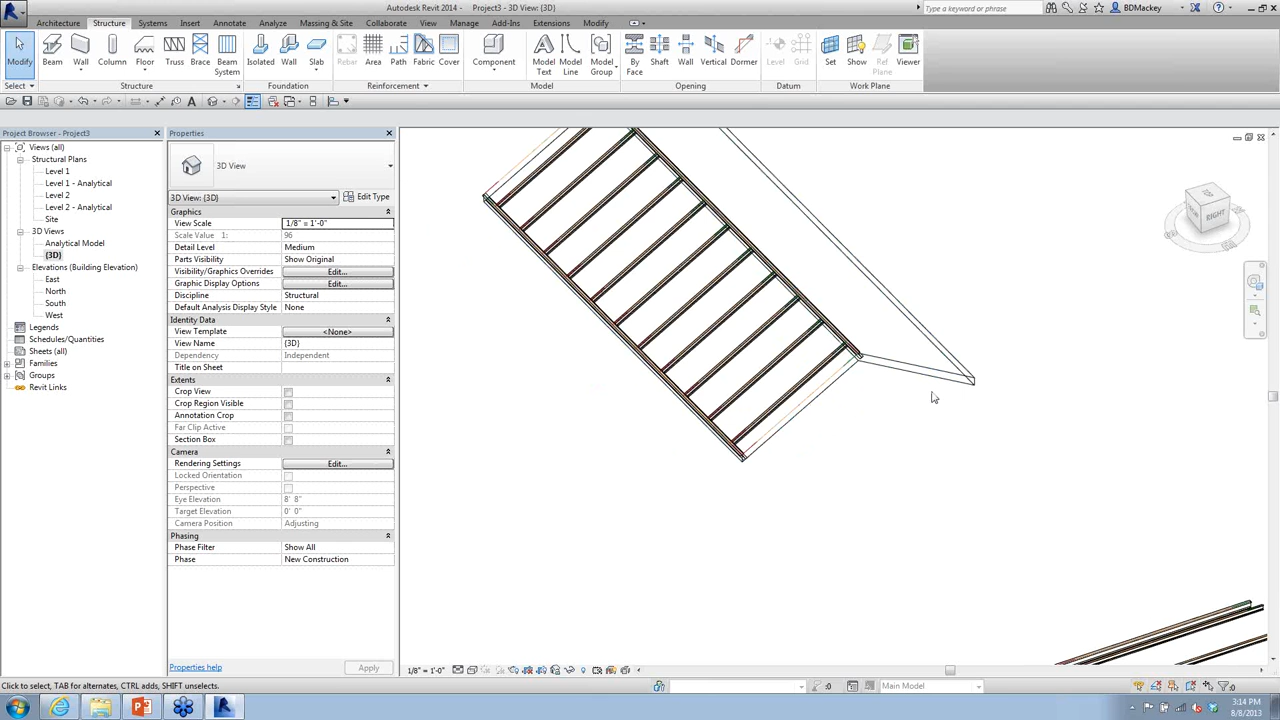 Autodesk Revit 2014 - Project3 - 3D View: {3D}
Type a keyword or phrase
BDMackey
Architecture Structure Systems Insert Annotate Analyze Massing & Site Collaborate View Manage Add-Ins Extensions Modify
Modify Beam Wall Column Floor Truss Brace Beam System Isolated Wall Slab Rebar Area Path Fabric Cover Component Model Text Model Line Model Group By Face Shaft Wall Vertical Dormer Level Grid Set Show Ref Plane Viewer
Select Structure Foundation Reinforcement Model Opening Datum Work Plane
Project Browser - Project3
Views (all)
Structural Plans
Level 1
Level 1 - Analytical
Level 2
Level 2 - Analytical
Site
3D Views
Analytical Model
{3D}
Elevations (Building Elevation)
East
North
South
West
Legends
Schedules/Quantities
Sheets (all)
Families
Groups
Revit Links
Properties
3D View
3D View: {3D} Edit Type
Graphics
View Scale 1/8" = 1'-0"
Scale Value 1: 96
Detail Level Medium
Parts Visibility Show Original
Visibility/Graphics Overrides Edit...
Graphic Display Options Edit...
Discipline Structural
Default Analysis Display Style None
Identity Data
View Template <None>
View Name {3D}
Dependency Independent
Title on Sheet
Extents
Crop View
Crop Region Visible
Annotation Crop
Far Clip Active
Section Box
Camera
Rendering Settings Edit...
Locked Orientation
Perspective
Eye Elevation 8' 8"
Target Elevation 0' 0"
Camera Position Adjusting
Phasing
Phase Filter Show All
Phase New Construction
Properties help Apply
RIGHT
1/8" = 1'-0"
Click to select, TAB for alternates, CTRL adds, SHIFT unselects.
:0 Main Model :0
3:14 PM
8/8/2013